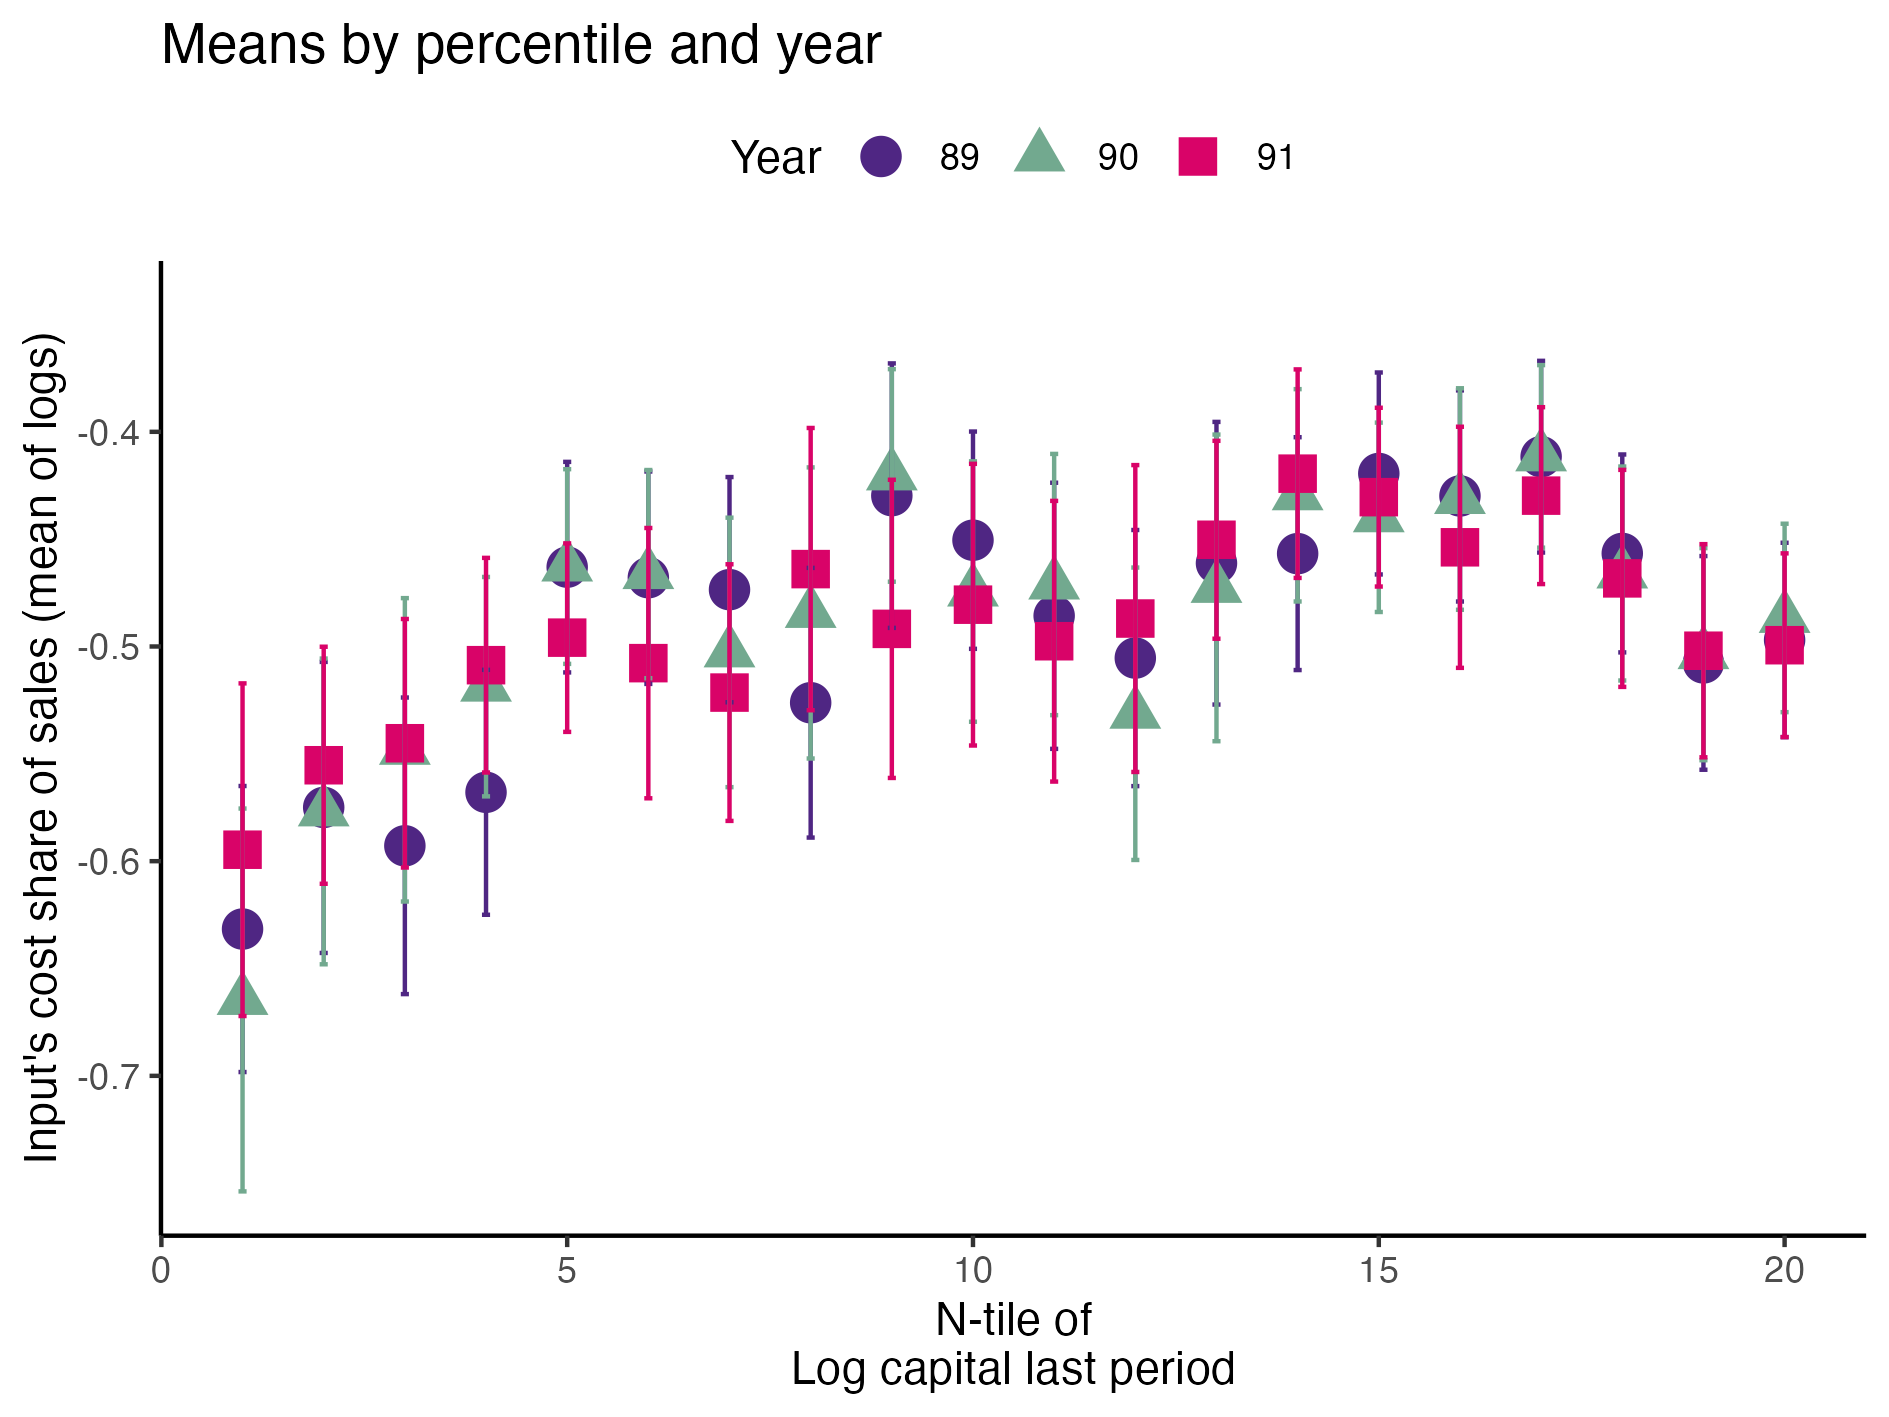 Means by percentile and year
Year 89 90 91
Input's cost share of sales (mean of logs)
-0.4
-0.5
-0.6
-0.7
0 5 10 15 20
N-tile of
Log capital last period